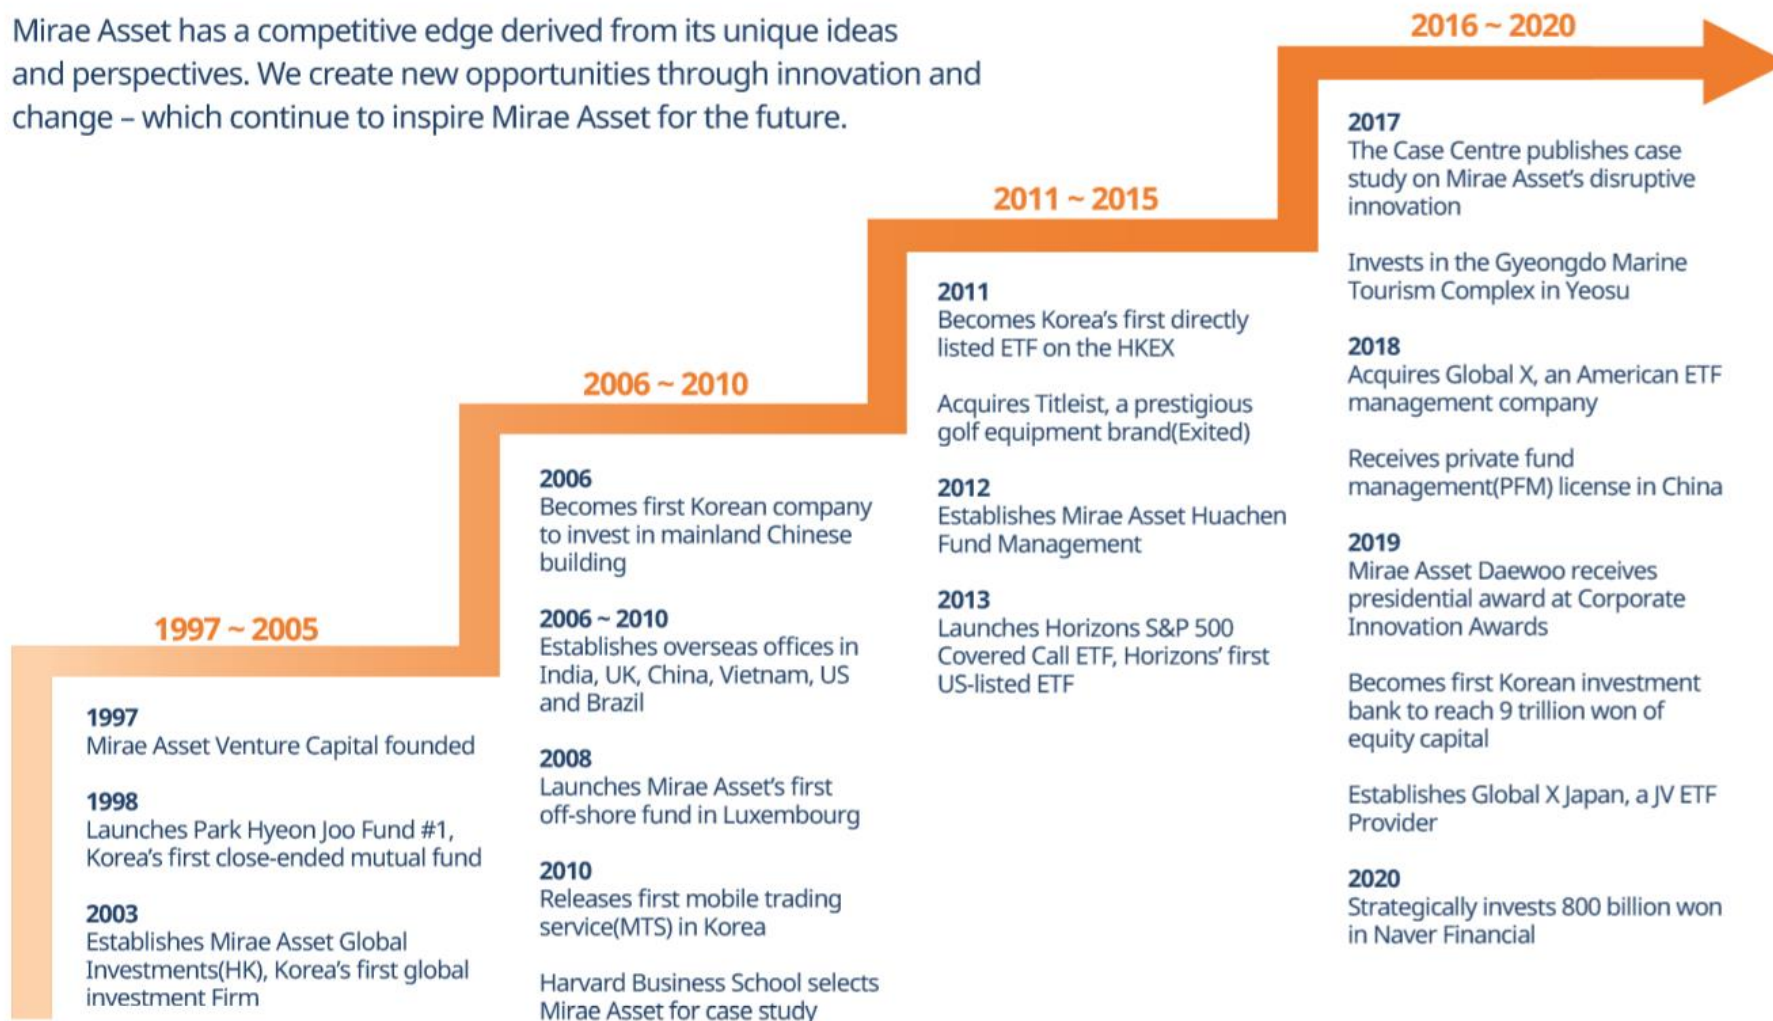 Mirae Asset has a competitive edge derived from its unique ideas
and perspectives. We create new opportunities through innovation and
change – which continue to inspire Mirae Asset for the future.
1997 ~ 2005
1997
Mirae Asset Venture Capital founded
1998
Launches Park Hyeon Joo Fund #1,
Korea's first close-ended mutual fund
2003
Establishes Mirae Asset Global
Investments(HK), Korea's first global
investment Firm
2006 ~ 2010
2006
Becomes first Korean company
to invest in mainland Chinese
building
2006 ~ 2010
Establishes overseas offices in
India, UK, China, Vietnam, US
and Brazil
2008
Launches Mirae Asset's first
off-shore fund in Luxembourg
2010
Releases first mobile trading
service(MTS) in Korea
Harvard Business School selects
Mirae Asset for case study
2011 ~ 2015
2011
Becomes Korea's first directly
listed ETF on the HKEX
Acquires Titleist, a prestigious
golf equipment brand(Exited)
2012
Establishes Mirae Asset Huachen
Fund Management
2013
Launches Horizons S&P 500
Covered Call ETF, Horizons' first
US-listed ETF
2016 ~ 2020
2017
The Case Centre publishes case
study on Mirae Asset's disruptive
innovation
Invests in the Gyeongdo Marine
Tourism Complex in Yeosu
2018
Acquires Global X, an American ETF
management company
Receives private fund
management(PFM) license in China
2019
Mirae Asset Daewoo receives
presidential award at Corporate
Innovation Awards
Becomes first Korean investment
bank to reach 9 trillion won of
equity capital
Establishes Global X Japan, a JV ETF
Provider
2020
Strategically invests 800 billion won
in Naver Financial